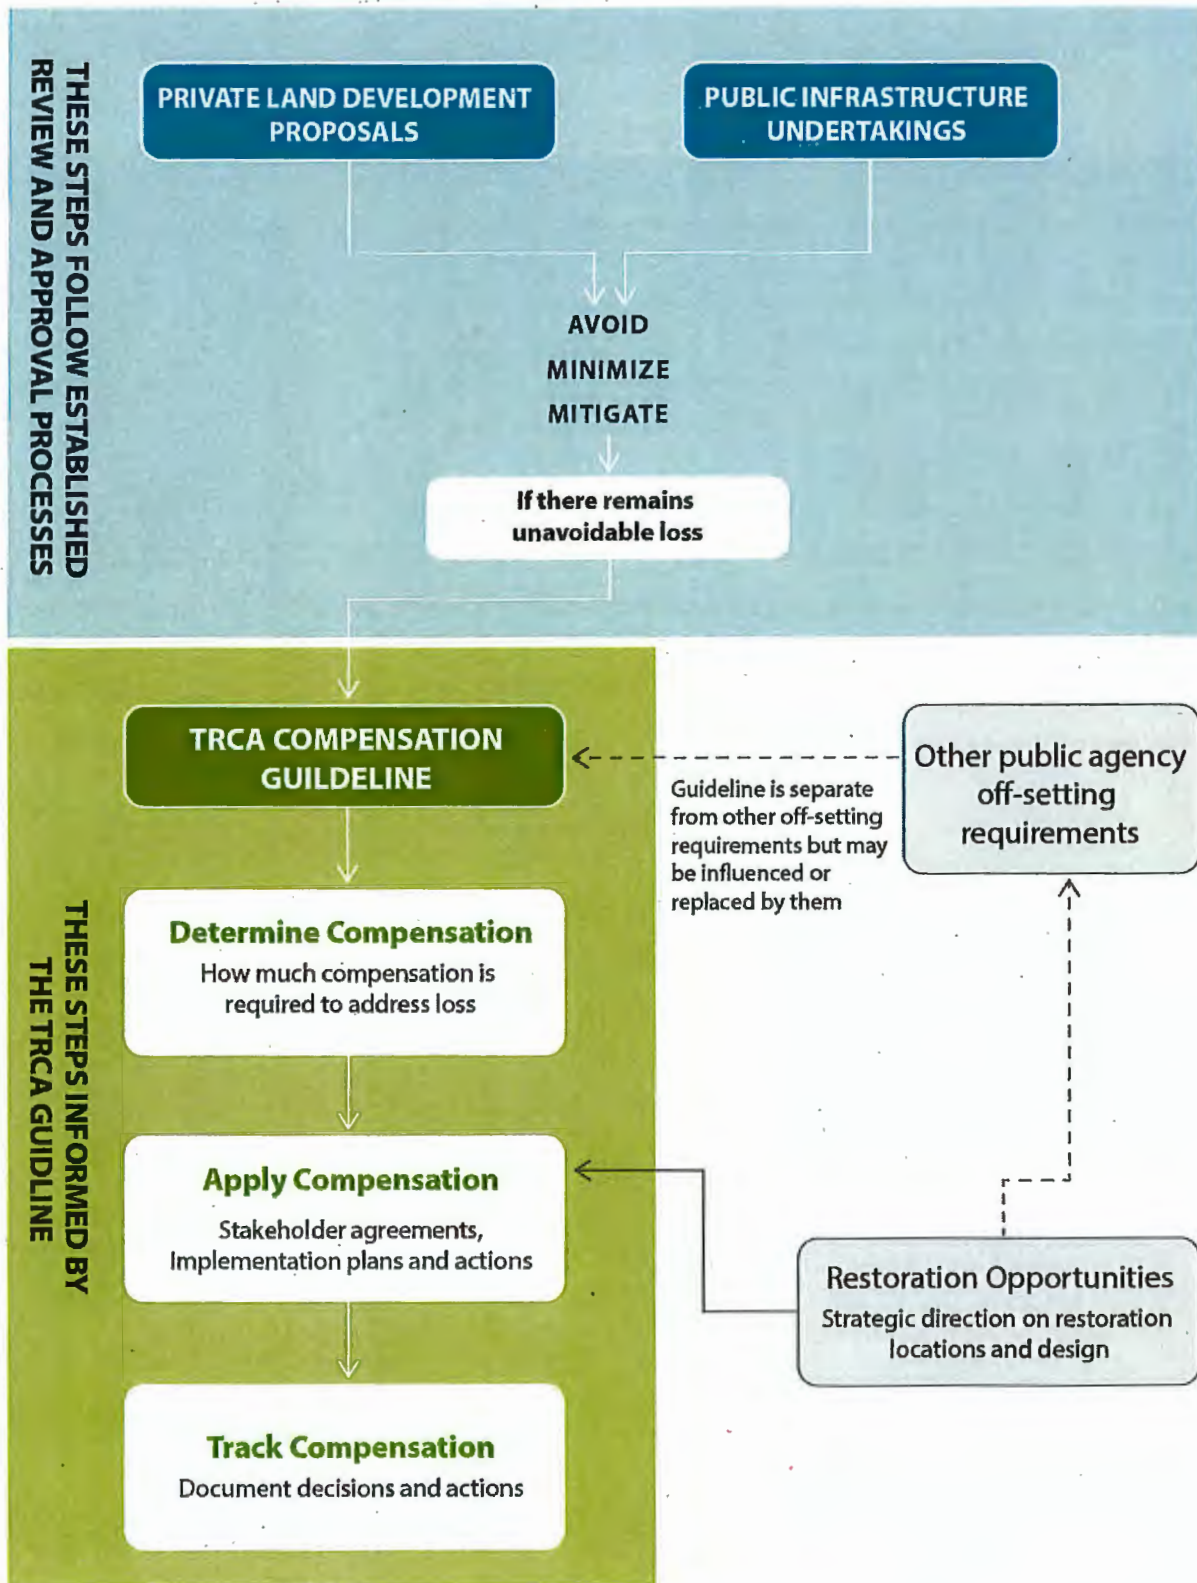 THESE STEPS FOLLOW ESTABLISHED
REVIEW AND APPROVAL PROCESSES
PRIVATE LAND DEVELOPMENT
PROPOSALS
PUBLIC INFRASTRUCTURE
UNDERTAKINGS
AVOID
MINIMIZE
MITIGATE
If there remains
unavoidable loss
THESE STEPS INFORMED BY
THE TRCA GUIDLINE
TRCA COMPENSATION
GUILDELINE
Guideline is separate
from other off-setting
requirements but may
be influenced or
replaced by them
Other public agency
off-setting
requirements
Determine Compensation
How much compensation is
required to address loss
Apply Compensation
Stakeholder agreements,
Implementation plans and actions
Restoration Opportunities
Strategic direction on restoration
locations and design
Track Compensation
Document decisions and actions